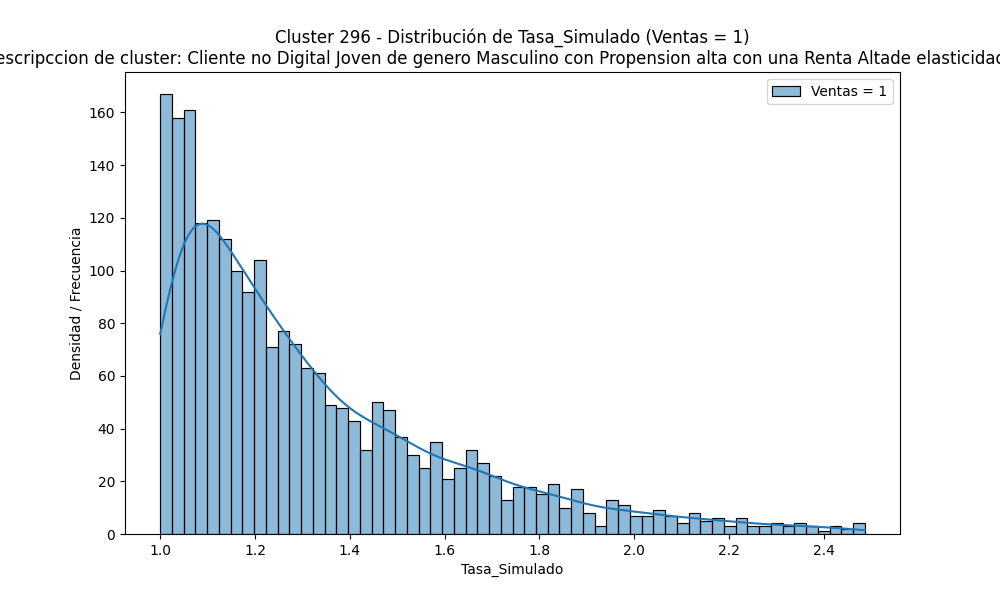 Cluster 296 - Distribución de Tasa_Simulado (Ventas = 1)
escripccion de cluster: Cliente no Digital Joven de genero Masculino con Propension alta con una Renta Altade elasticidad
Ventas = 1
Densidad / Frecuencia
160
140
120
100
80
60
40
20
0
1.0 1.2 1.4 1.6 1.8 2.0 2.2 2.4
Tasa_Simulado